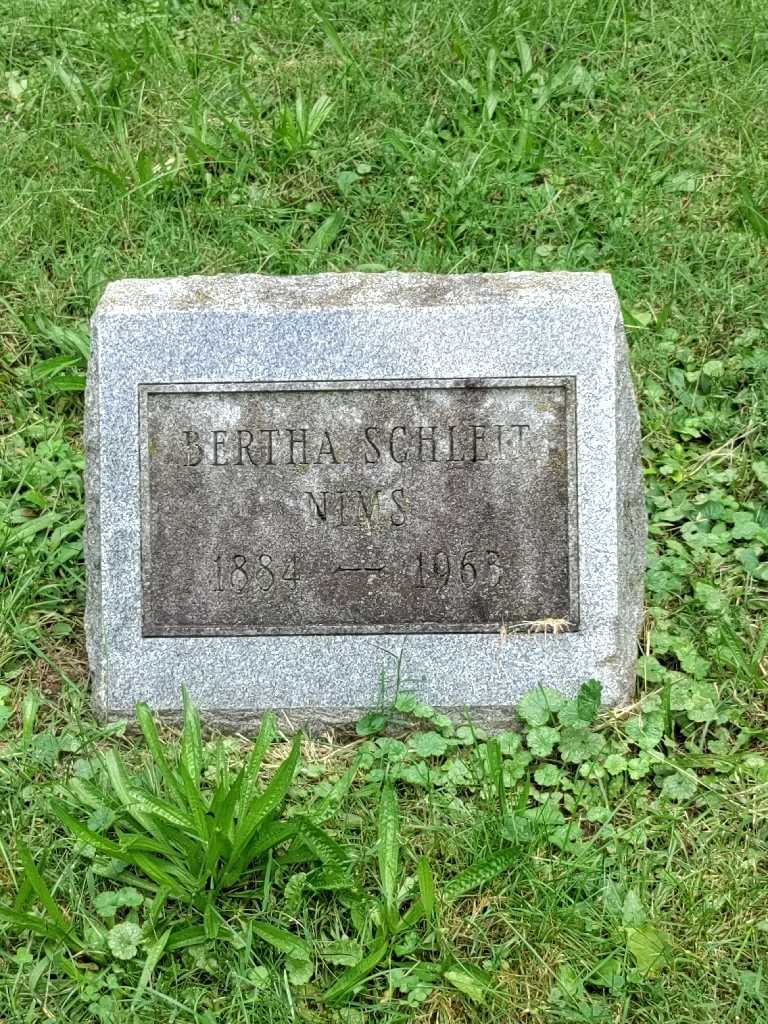 BERTHA SCHLEIT
NIMS
1884 — 1963